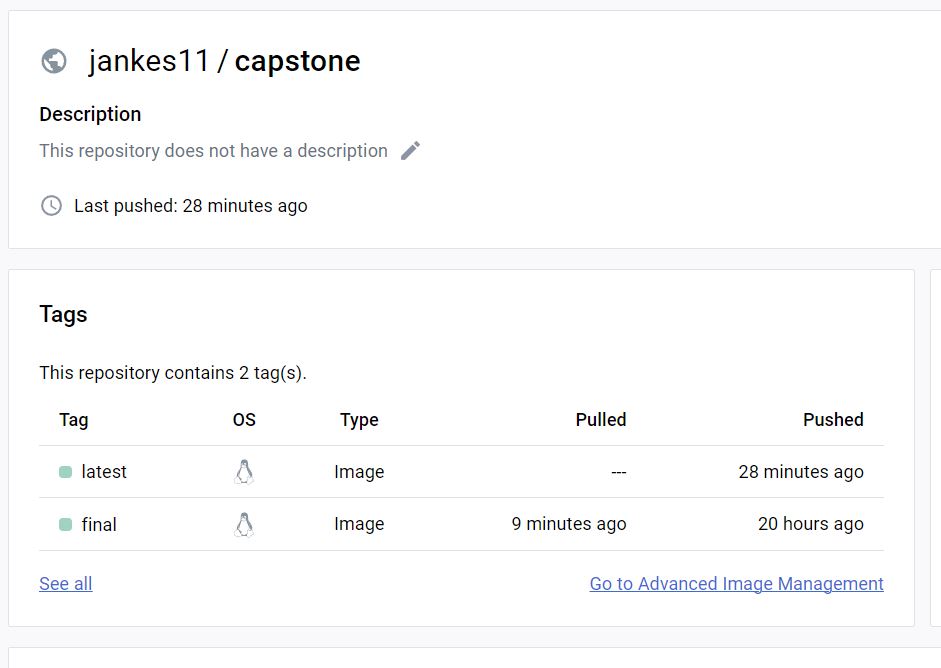 jankes11 / capstone
Description
This repository does not have a description
Last pushed: 28 minutes ago
Tags
This repository contains 2 tag(s).
Tag OS Type Pulled Pushed
latest Image --- 28 minutes ago
final Image 9 minutes ago 20 hours ago
See all Go to Advanced Image Management